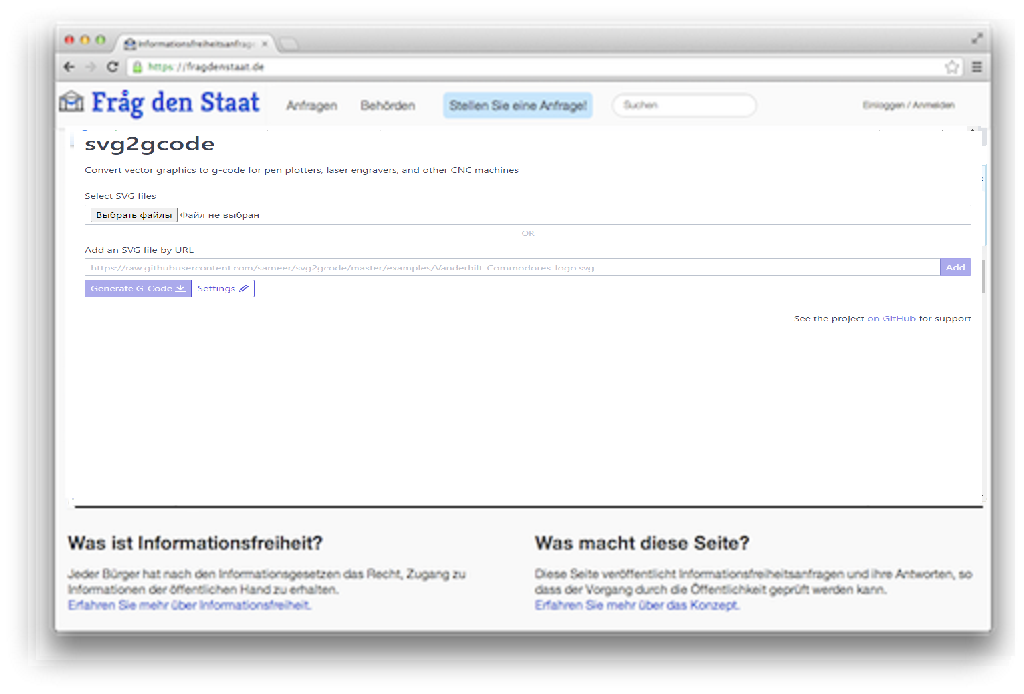 Informationsfreiheitsanfrage
https://fragdenstaat.de
Fråg den Staat
Anfragen
Behörden
Stellen Sie eine Anfrage!
Suchen
Einloggen / Anmelden
svg2gcode
Convert vector graphics to g-code for pen plotters, laser engravers, and other CNC machines
Select SVG files
Выбрать файлы Файл не выбран
OR
Add an SVG file by URL
https://raw.githubusercontent.com/sameer/svg2gcode/master/examples/Vanderbilt_Commodores_logo.svg
Add
Generate G-Code
Settings
See the project on GitHub for support
Was ist Informationsfreiheit?
Jeder Bürger hat nach den Informationsgesetzen das Recht, Zugang zu
Informationen der öffentlichen Hand zu erhalten.
Erfahren Sie mehr über Informationsfreiheit.
Was macht diese Seite?
Diese Seite veröffentlicht Informationsfreiheitsanfragen und ihre Antworten, so
dass der Vorgang durch die Öffentlichkeit geprüft werden kann.
Erfahren Sie mehr über das Konzept.